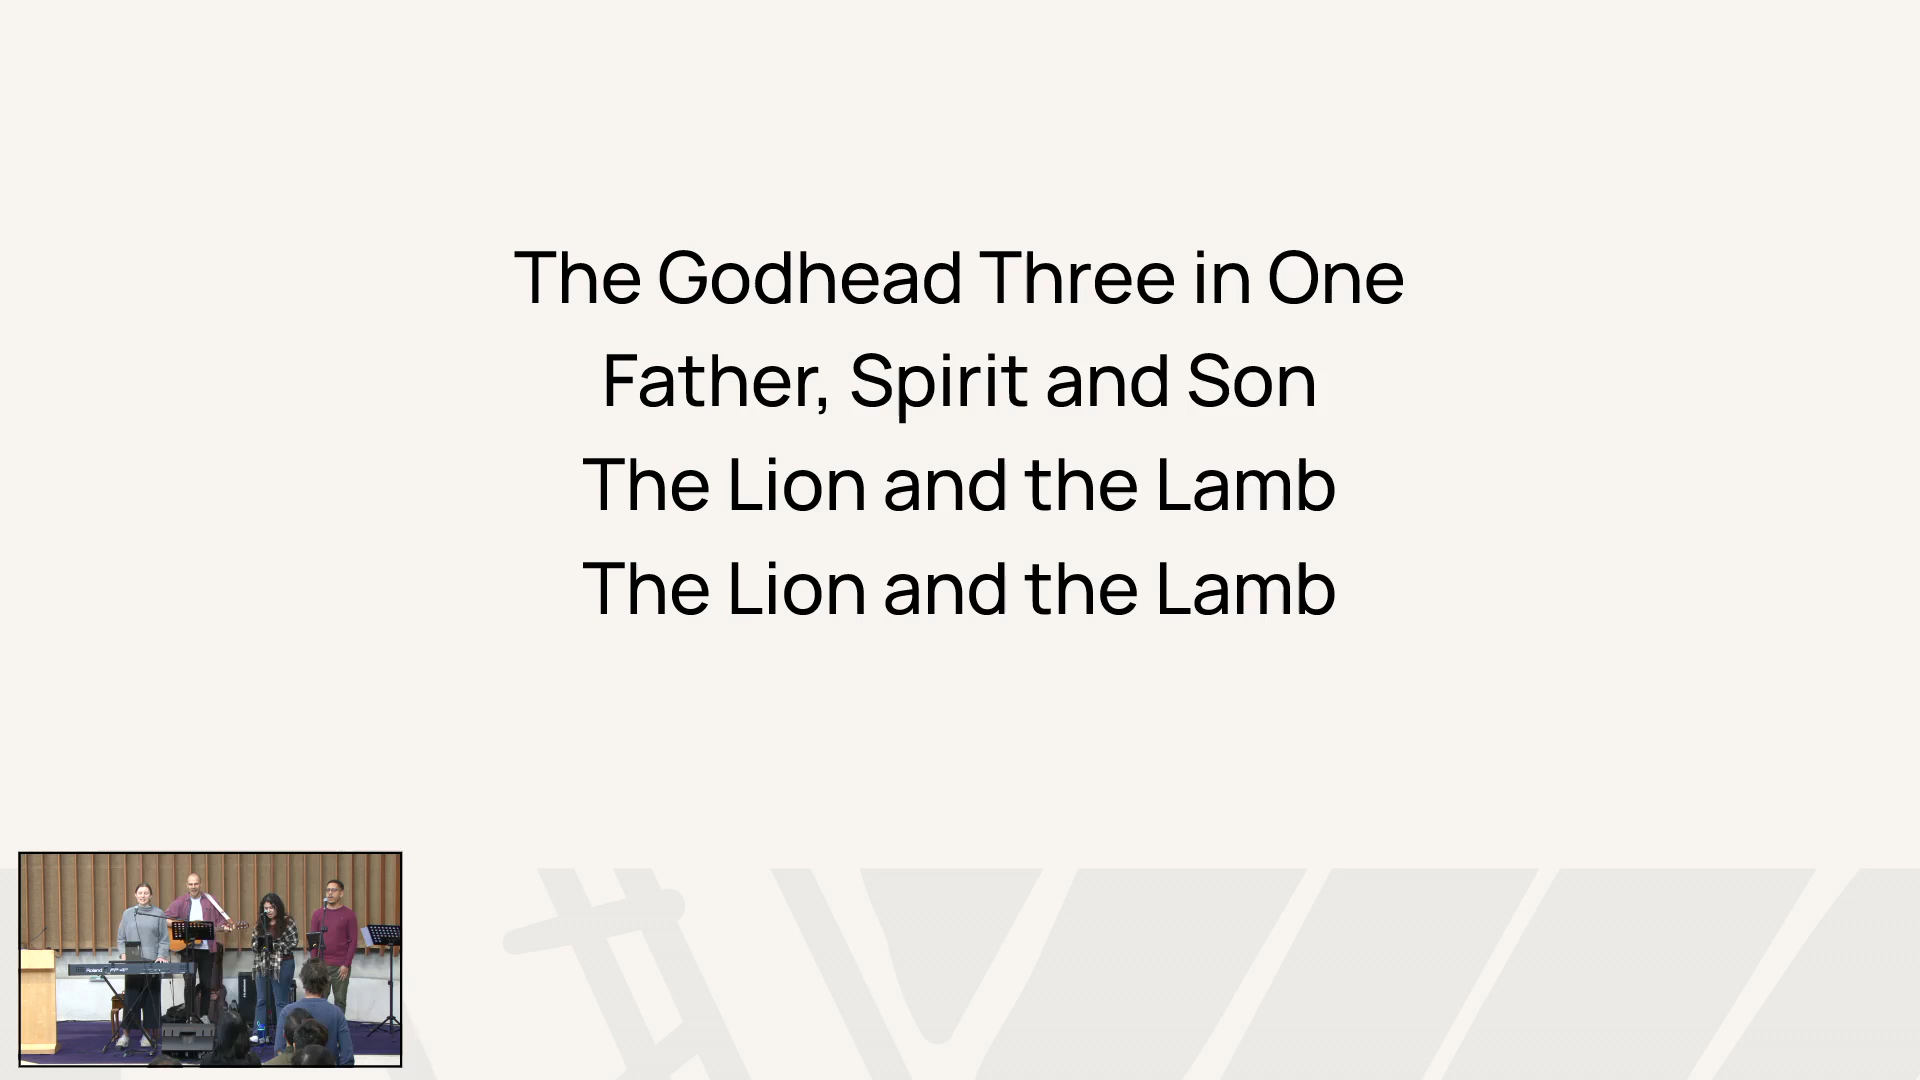 The Godhead Three in One
Father, Spirit and Son
The Lion and the Lamb
The Lion and the Lamb
Roland